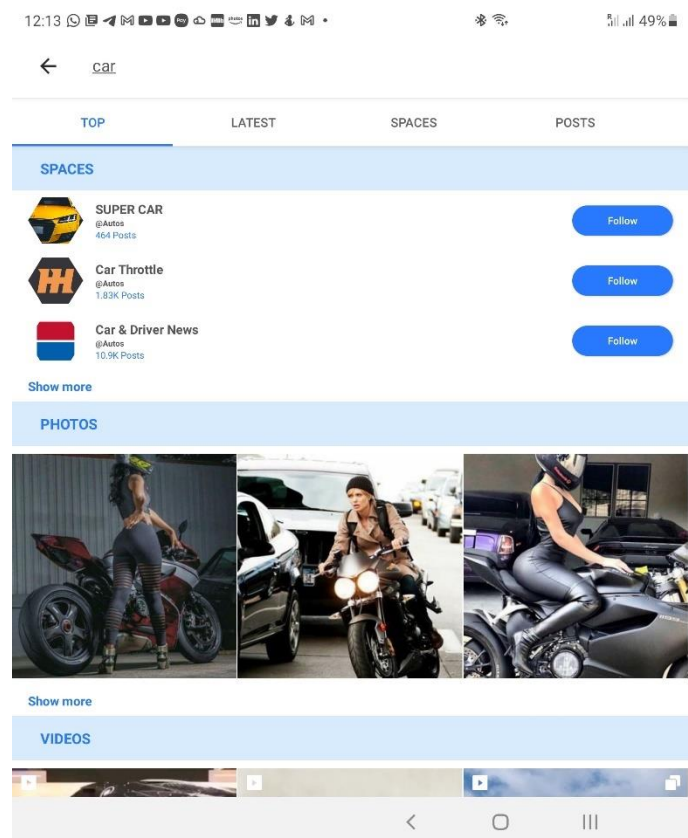 12:13 49%
car
TOP LATEST SPACES POSTS
SPACES
SUPER CAR
@Autos
464 Posts
Follow
Car Throttle
@Autos
1.83K Posts
Follow
Car & Driver News
@Autos
10.9K Posts
Follow
Show more
PHOTOS
Show more
VIDEOS